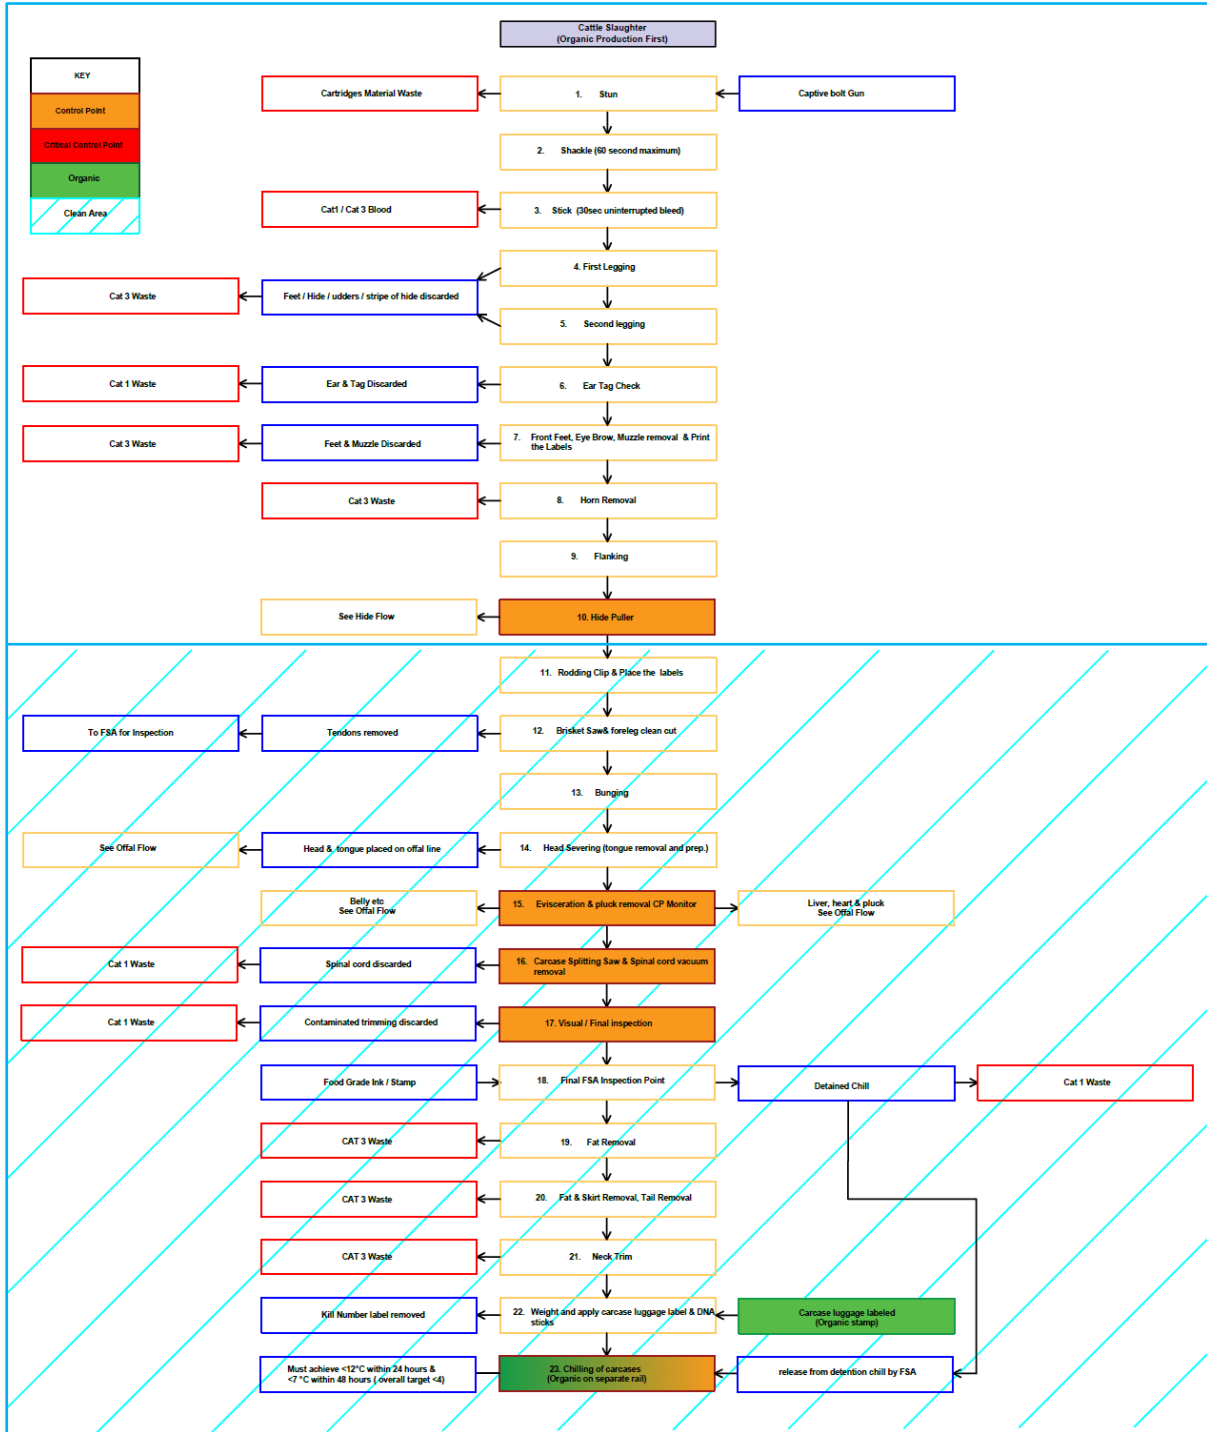 Cattle Slaughter
(Organic Production First)
KEY
Control Point
Critical Control Point
Organic
Clean Area
Cartridges Material Waste
1. Stun
Captive bolt Gun
2. Shackle (60 second maximum)
Cat1 / Cat 3 Blood
3. Stick (30sec uninterrupted bleed)
4. First Legging
Cat 3 Waste
Feet / Hide / udders / stripe of hide discarded
5. Second legging
Cat 1 Waste
Ear & Tag Discarded
6. Ear Tag Check
Cat 3 Waste
Feet & Muzzle Discarded
7. Front Feet, Eye Brow, Muzzle removal & Print
the Labels
Cat 3 Waste
8. Horn Removal
9. Flanking
See Hide Flow
10. Hide Puller
11. Rodding Clip & Place the labels
To FSA for Inspection
Tendons removed
12. Brisket Saw& foreleg clean cut
13. Bunging
See Offal Flow
Head & tongue placed on offal line
14. Head Severing (tongue removal and prep.)
Belly etc
See Offal Flow
15. Evisceration & pluck removal CP Monitor
Liver, heart & pluck
See Offal Flow
Cat 1 Waste
Spinal cord discarded
16. Carcase Splitting Saw & Spinal cord vacuum
removal
Cat 1 Waste
Contaminated trimming discarded
17. Visual / Final inspection
Food Grade Ink / Stamp
18. Final FSA Inspection Point
Detained Chill
Cat 1 Waste
CAT 3 Waste
19. Fat Removal
CAT 3 Waste
20. Fat & Skirt Removal, Tail Removal
CAT 3 Waste
21. Neck Trim
Kill Number label removed
22. Weight and apply carcase luggage label & DNA
sticks
Carcase luggage labeled
(Organic stamp)
Must achieve <12°C within 24 hours &
<7 °C within 48 hours ( overall target <4)
23. Chilling of carcases
(Organic on separate rail)
release from detention chill by FSA